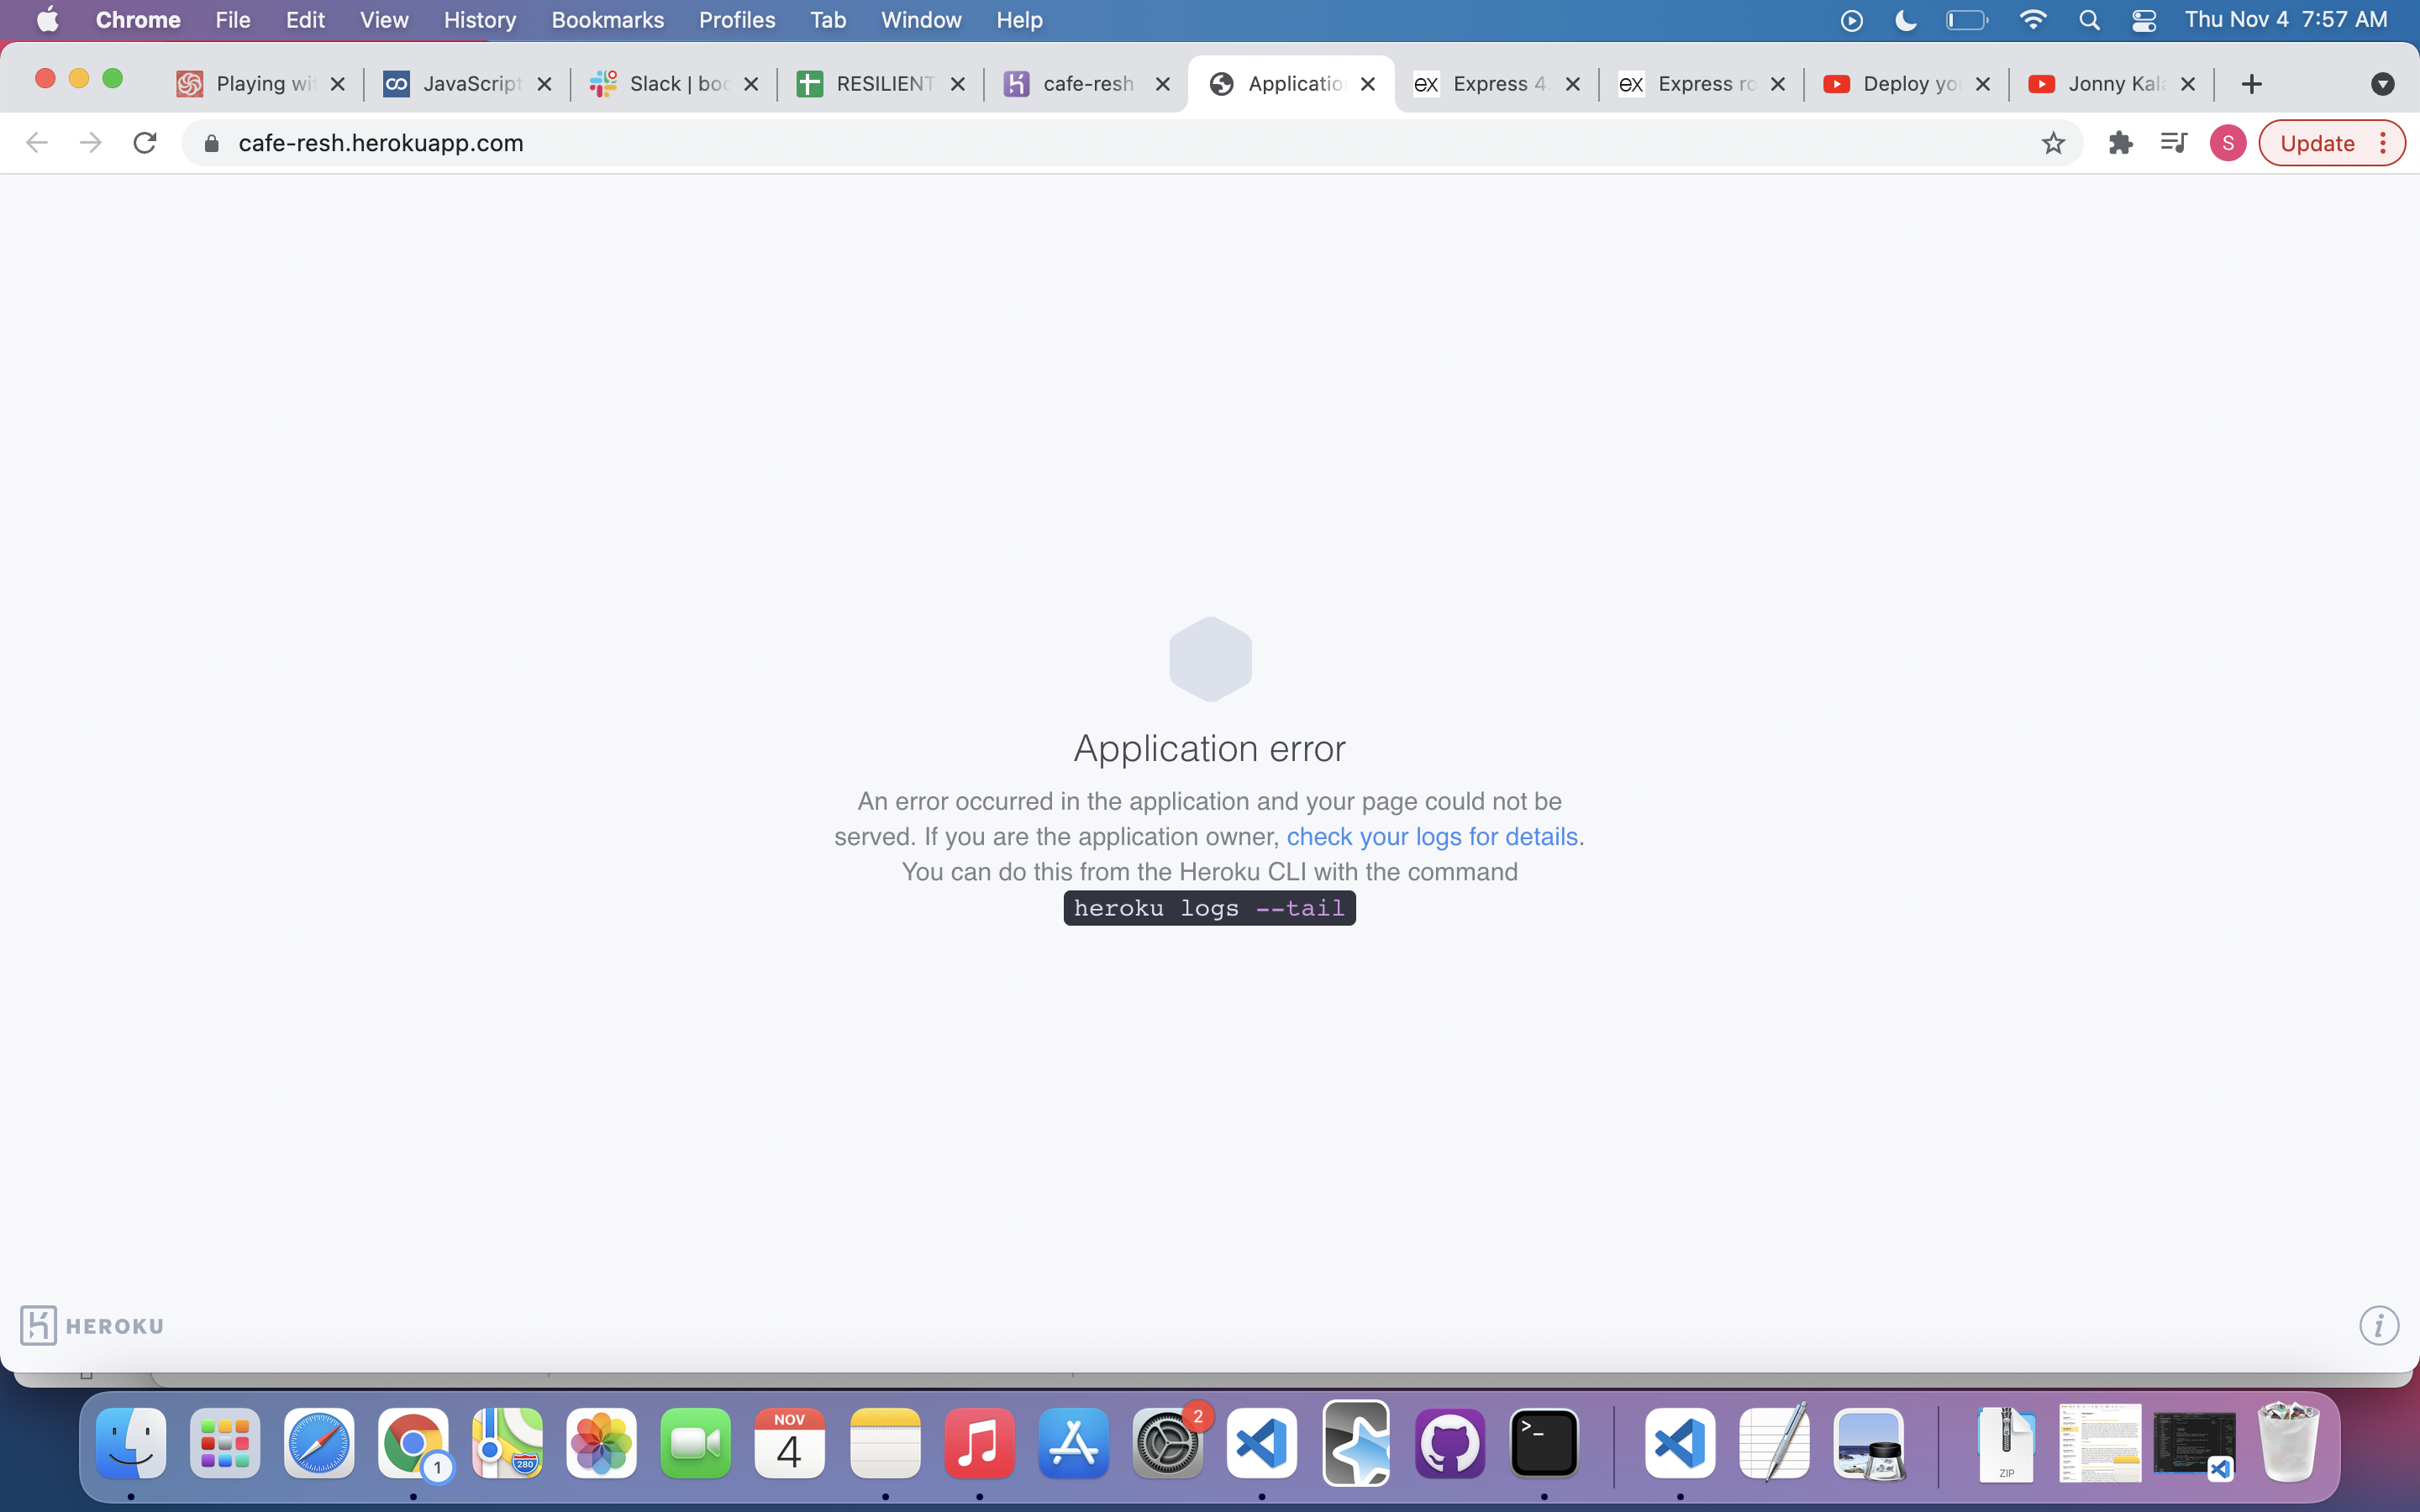 Chrome File Edit View History Bookmarks Profiles Tab Window Help Thu Nov 4 7:57 AM
Playing wi JavaScript Slack | boo RESILIENT cafe-resh Applicatio Express 4. Express ro Deploy yo Jonny Kala
cafe-resh.herokuapp.com S Update
Application error
An error occurred in the application and your page could not be
served. If you are the application owner, check your logs for details.
You can do this from the Heroku CLI with the command
heroku logs --tail
HEROKU i
1
280
NOV
4
2
>_
ZIP